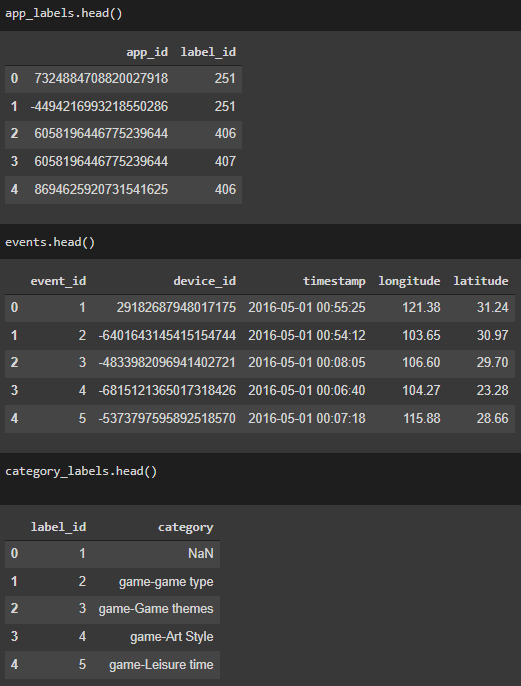 app_labels.head()
app_id label_id
0 7324884708820027918 251
1 -4494216993218550286 251
2 6058196446775239644 406
3 6058196446775239644 407
4 8694625920731541625 406
events.head()
event_id device_id timestamp longitude latitude
0 1 29182687948017175 2016-05-01 00:55:25 121.38 31.24
1 2 -6401643145415154744 2016-05-01 00:54:12 103.65 30.97
2 3 -4833982096941402721 2016-05-01 00:08:05 106.60 29.70
3 4 -6815121365017318426 2016-05-01 00:06:40 104.27 23.28
4 5 -5373797595892518570 2016-05-01 00:07:18 115.88 28.66
category_labels.head()
label_id category
0 1 NaN
1 2 game-game type
2 3 game-Game themes
3 4 game-Art Style
4 5 game-Leisure time